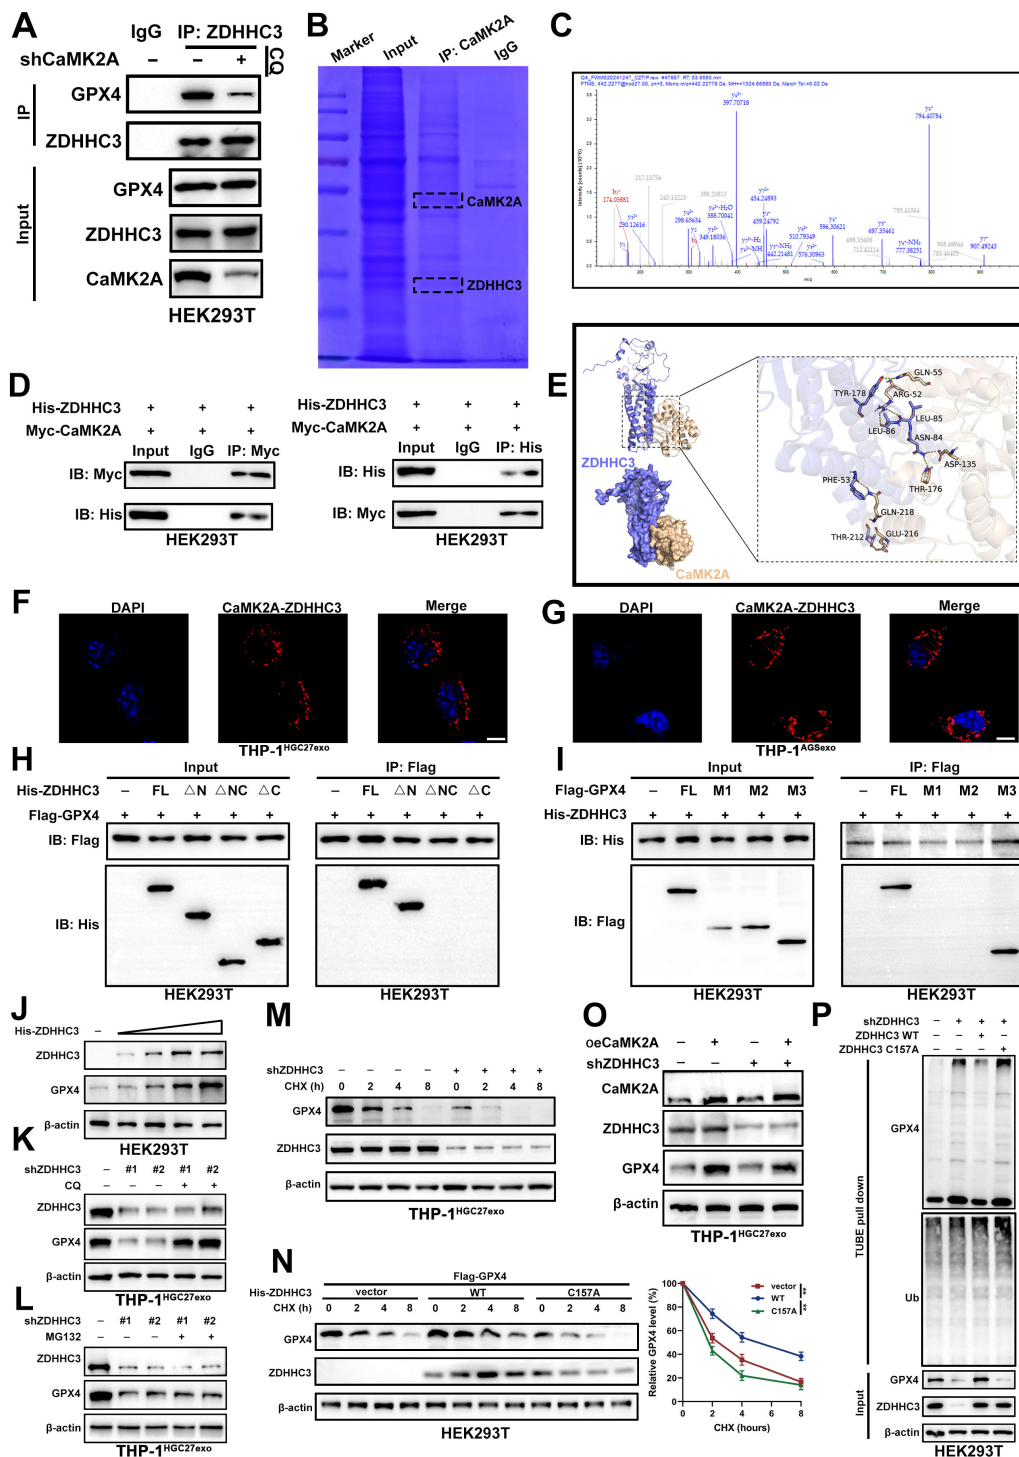 A
IgG IP: ZDHHC3
shCaMK2A – – + CQ
IP
GPX4
ZDHHC3
Input
GPX4
ZDHHC3
CaMK2A
HEK293T
B
Marker Input IP: CaMK2A IgG
CaMK2A
ZDHHC3
C
m/z
D
His-ZDHHC3 + + +
Myc-CaMK2A + + +
Input IgG IP: Myc
IB: Myc
IB: His
HEK293T
His-ZDHHC3 + + +
Myc-CaMK2A + + +
Input IgG IP: His
IB: His
IB: Myc
HEK293T
E
ZDHHC3
CaMK2A
GLN-55
TYR-178
ARG-52
LEU-85
LEU-86
ASN-84
ASP-135
THR-176
PHE-53
GLN-218
THR-212
GLU-216
F
DAPI CaMK2A-ZDHHC3 Merge
THP-1HGC27exo
G
DAPI CaMK2A-ZDHHC3 Merge
THP-1AGSexo
H
Input IP: Flag
His-ZDHHC3 – FL △N △NC △C – FL △N △NC △C
Flag-GPX4 + + + + + + + + + +
IB: Flag
IB: His
HEK293T HEK293T
I
Input IP: Flag
Flag-GPX4 – FL M1 M2 M3 – FL M1 M2 M3
His-ZDHHC3 + + + + + + + + + +
IB: His
IB: Flag
HEK293T HEK293T
J
His-ZDHHC3 –
ZDHHC3
GPX4
β-actin
HEK293T
K
shZDHHC3 – #1 #2 #1 #2
CQ – – – + +
ZDHHC3
GPX4
β-actin
THP-1HGC27exo
L
shZDHHC3 – #1 #2 #1 #2
MG132 – – – + +
ZDHHC3
GPX4
β-actin
THP-1HGC27exo
M
shZDHHC3 – – – – + + + +
CHX (h) 0 2 4 8 0 2 4 8
GPX4
ZDHHC3
β-actin
THP-1HGC27exo
N
Flag-GPX4
His-ZDHHC3 vector WT C157A
CHX (h) 0 2 4 8 0 2 4 8 0 2 4 8
GPX4
ZDHHC3
β-actin
HEK293T
Relative GPX4 level (%)
100
80
60
40
20
0
0 2 4 6 8
CHX (hours)
vector
WT
C157A
**
**
O
oeCaMK2A – + – +
shZDHHC3 – – + +
CaMK2A
ZDHHC3
GPX4
β-actin
THP-1HGC27exo
P
shZDHHC3 – + + +
ZDHHC3 WT – – + –
ZDHHC3 C157A – – – +
TUBE pull down
GPX4
Ub
Input
GPX4
ZDHHC3
β-actin
HEK293T